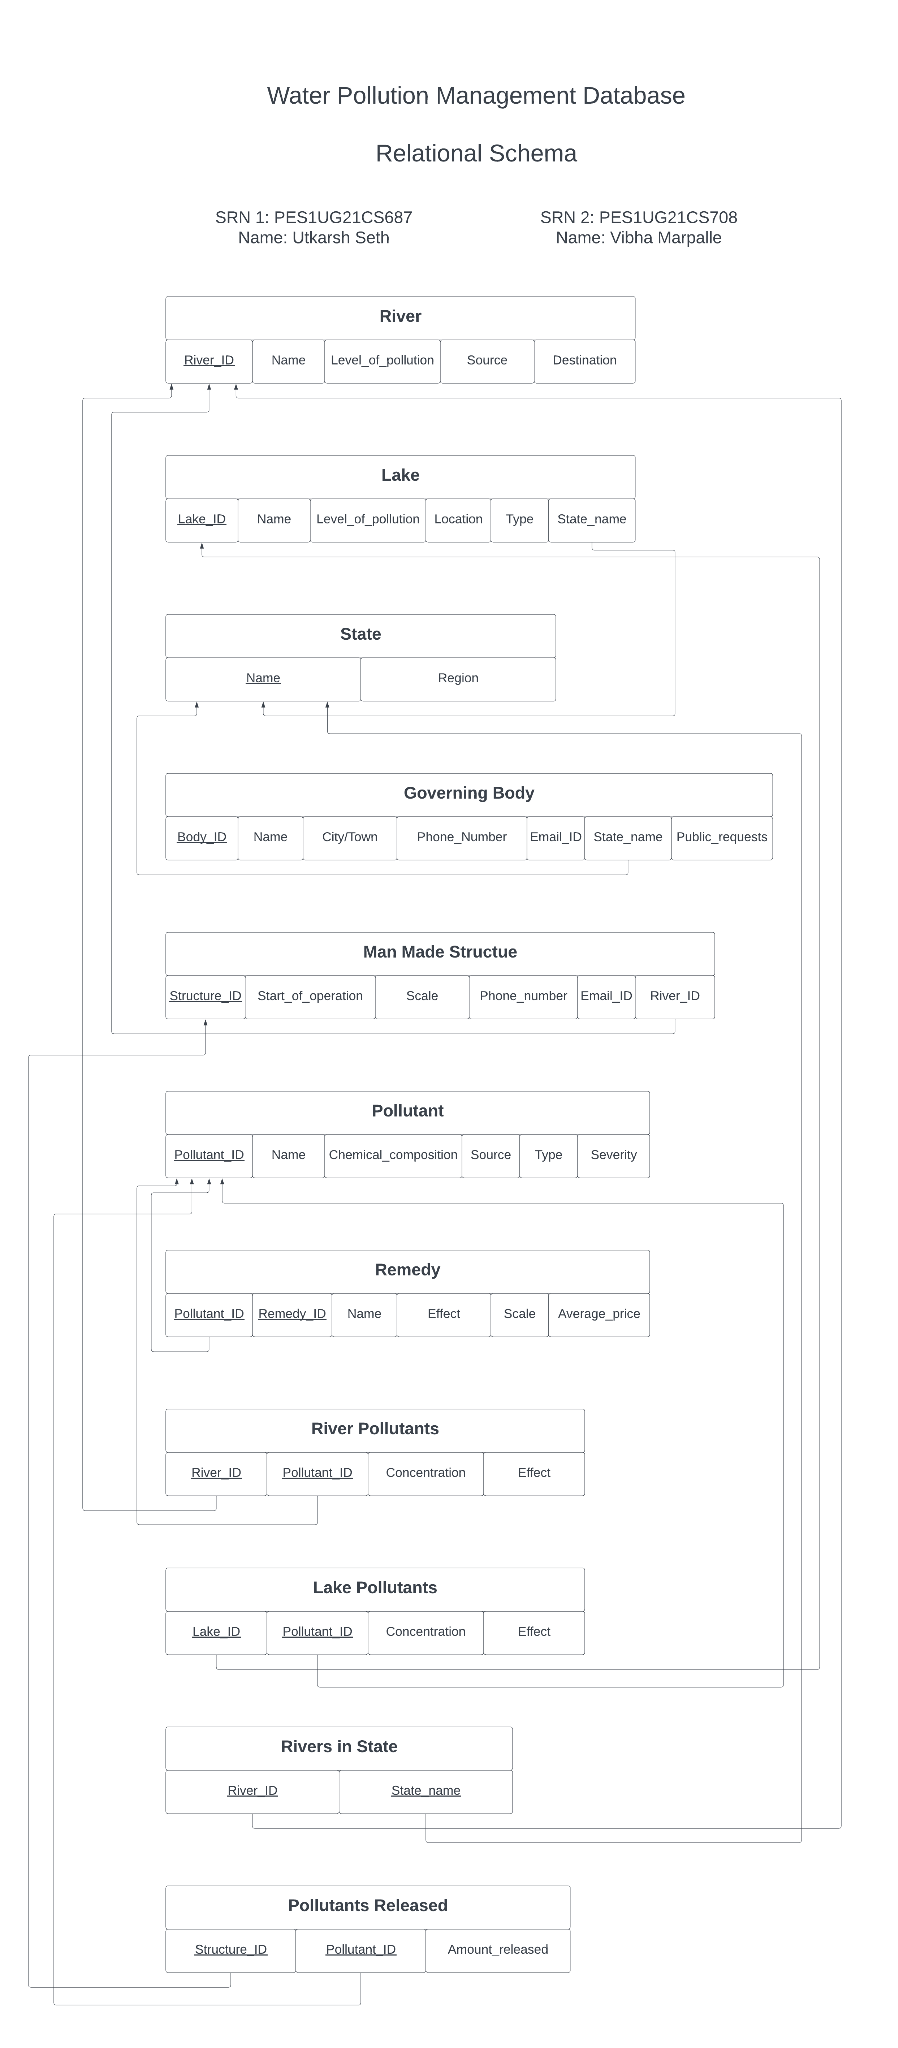 Water Pollution Management Database
Relational Schema
SRN 1: PES1UG21CS687
Name: Utkarsh Seth
SRN 2: PES1UG21CS708
Name: Vibha Marpalle
River
River_ID Name Level_of_pollution Source Destination
Lake
Lake_ID Name Level_of_pollution Location Type State_name
State
Name Region
Governing Body
Body_ID Name City/Town Phone_Number Email_ID State_name Public_requests
Man Made Structue
Structure_ID Start_of_operation Scale Phone_number Email_ID River_ID
Pollutant
Pollutant_ID Name Chemical_composition Source Type Severity
Remedy
Pollutant_ID Remedy_ID Name Effect Scale Average_price
River Pollutants
River_ID Pollutant_ID Concentration Effect
Lake Pollutants
Lake_ID Pollutant_ID Concentration Effect
Rivers in State
River_ID State_name
Pollutants Released
Structure_ID Pollutant_ID Amount_released